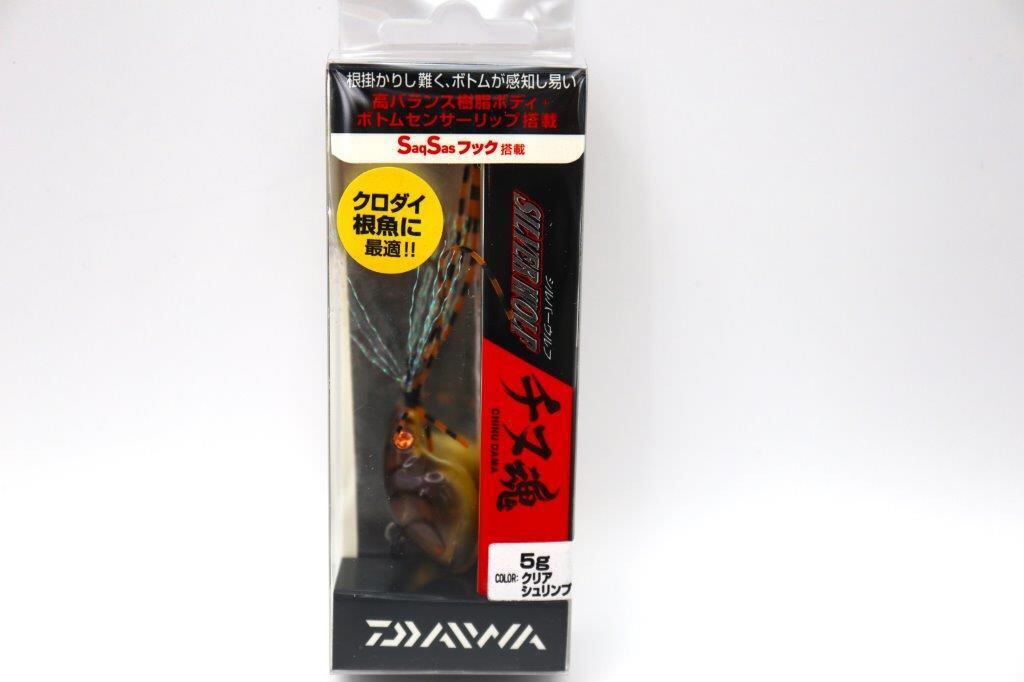 根掛かりし難く、ボトムが感知し易い
高バランス樹脂ボディ+
ボトムセンサーリップ搭載
SaqSasフック搭載
クロダイ
根魚に
最適!!
SILVERWOLF
シルバーウルフ
チヌ魂
CHINU DAMA
5g
COLOR: クリア
シュリンプ
DAIWA